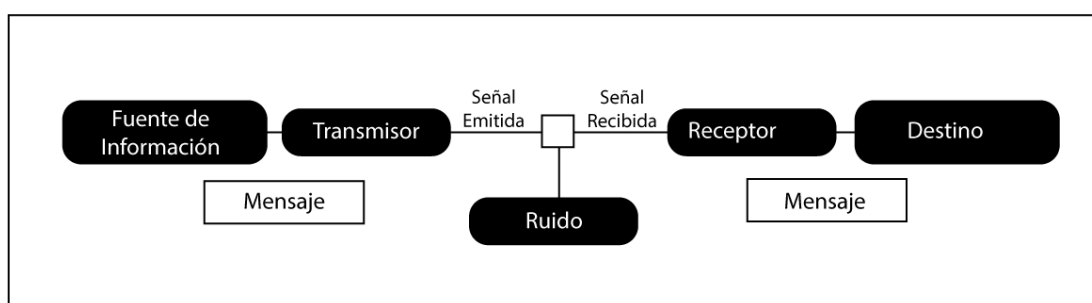 Fuente de
Información
Transmisor
Señal
Emitida
Señal
Recibida
Receptor
Destino
Mensaje
Ruido
Mensaje